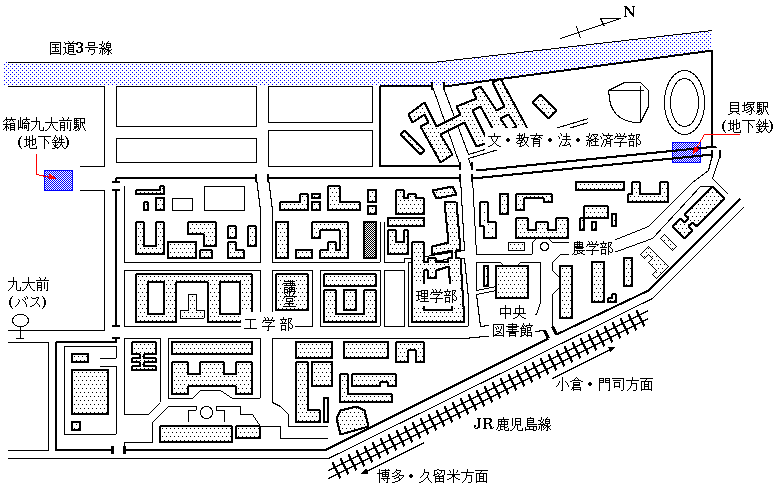 N
国道3号線
箱崎九大前駅
(地下鉄)
貝塚駅
(地下鉄)
文・教育・法・経済学部
農学部
九大前
(バス)
講堂
理学部
工学部
中央
図書館
小倉・門司方面
JR鹿児島線
博多・久留米方面